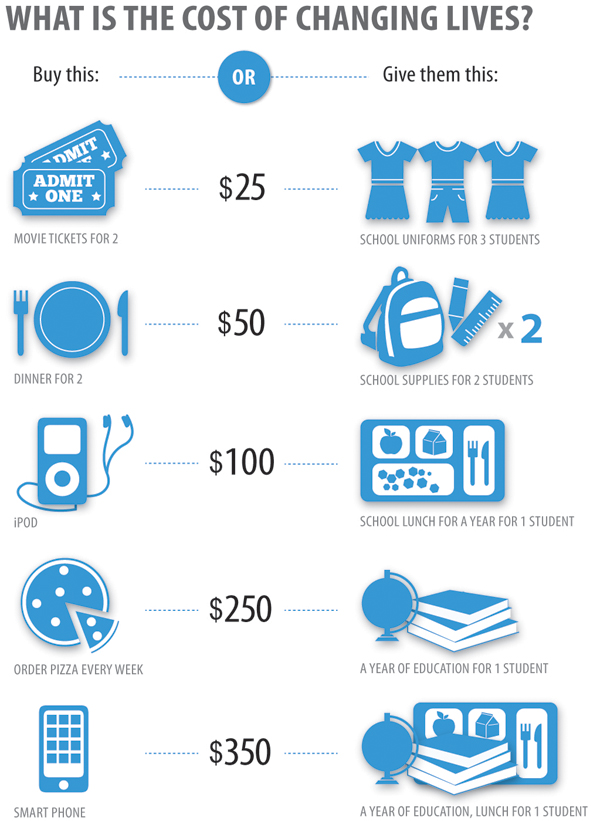 WHAT IS THE COST OF CHANGING LIVES?
Buy this:
OR
Give them this:
ADMIT
ADMIT
ONE
MOVIE TICKETS FOR 2
$25
SCHOOL UNIFORMS FOR 3 STUDENTS
DINNER FOR 2
$50
x 2
SCHOOL SUPPLIES FOR 2 STUDENTS
iPOD
$100
SCHOOL LUNCH FOR A YEAR FOR 1 STUDENT
ORDER PIZZA EVERY WEEK
$250
A YEAR OF EDUCATION FOR 1 STUDENT
SMART PHONE
$350
A YEAR OF EDUCATION, LUNCH FOR 1 STUDENT